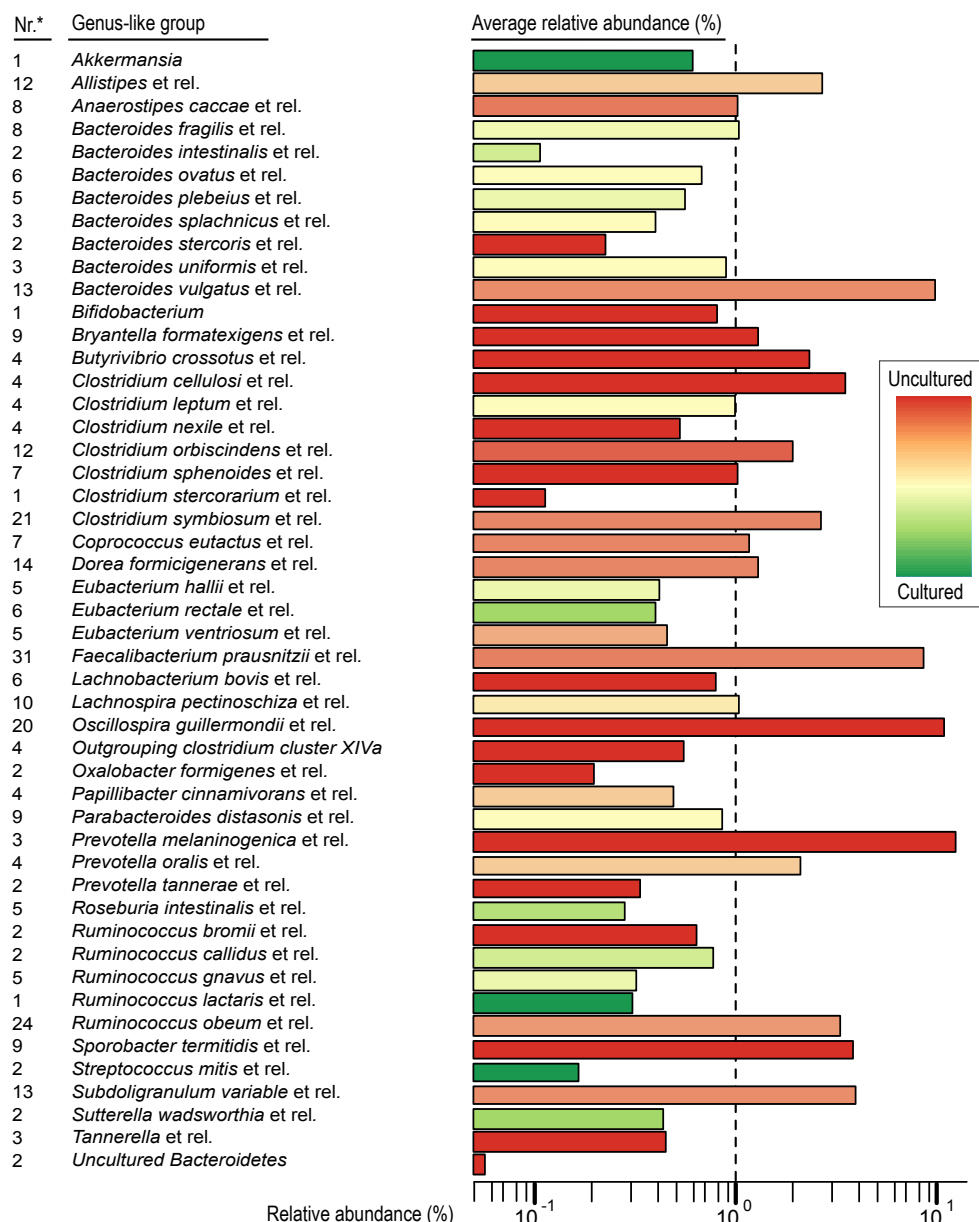 Nr.* Genus-like group Average relative abundance (%)
1 Akkermansia
12 Allistipes et rel.
8 Anaerostipes caccae et rel.
8 Bacteroides fragilis et rel.
2 Bacteroides intestinalis et rel.
6 Bacteroides ovatus et rel.
5 Bacteroides plebeius et rel.
3 Bacteroides splachnicus et rel.
2 Bacteroides stercoris et rel.
3 Bacteroides uniformis et rel.
13 Bacteroides vulgatus et rel.
1 Bifidobacterium
9 Bryantella formatexigens et rel.
4 Butyrivibrio crossotus et rel.
4 Clostridium cellulosi et rel.
4 Clostridium leptum et rel.
4 Clostridium nexile et rel.
12 Clostridium orbiscindens et rel.
7 Clostridium sphenoides et rel.
1 Clostridium stercorarium et rel.
21 Clostridium symbiosum et rel.
7 Coprococcus eutactus et rel.
14 Dorea formicigenerans et rel.
5 Eubacterium hallii et rel.
6 Eubacterium rectale et rel.
5 Eubacterium ventriosum et rel.
31 Faecalibacterium prausnitzii et rel.
6 Lachnobacterium bovis et rel.
10 Lachnospira pectinoschiza et rel.
20 Oscillospira guillermondii et rel.
4 Outgrouping clostridium cluster XIVa
2 Oxalobacter formigenes et rel.
4 Papillibacter cinnamivorans et rel.
9 Parabacteroides distasonis et rel.
3 Prevotella melaninogenica et rel.
4 Prevotella oralis et rel.
2 Prevotella tannerae et rel.
5 Roseburia intestinalis et rel.
2 Ruminococcus bromii et rel.
2 Ruminococcus callidus et rel.
5 Ruminococcus gnavus et rel.
1 Ruminococcus lactaris et rel.
24 Ruminococcus obeum et rel.
9 Sporobacter termitidis et rel.
2 Streptococcus mitis et rel.
13 Subdoligranulum variable et rel.
2 Sutterella wadsworthia et rel.
3 Tannerella et rel.
2 Uncultured Bacteroidetes
Uncultured
Cultured
Relative abundance (%) 10⁻¹ 10⁰ 10¹